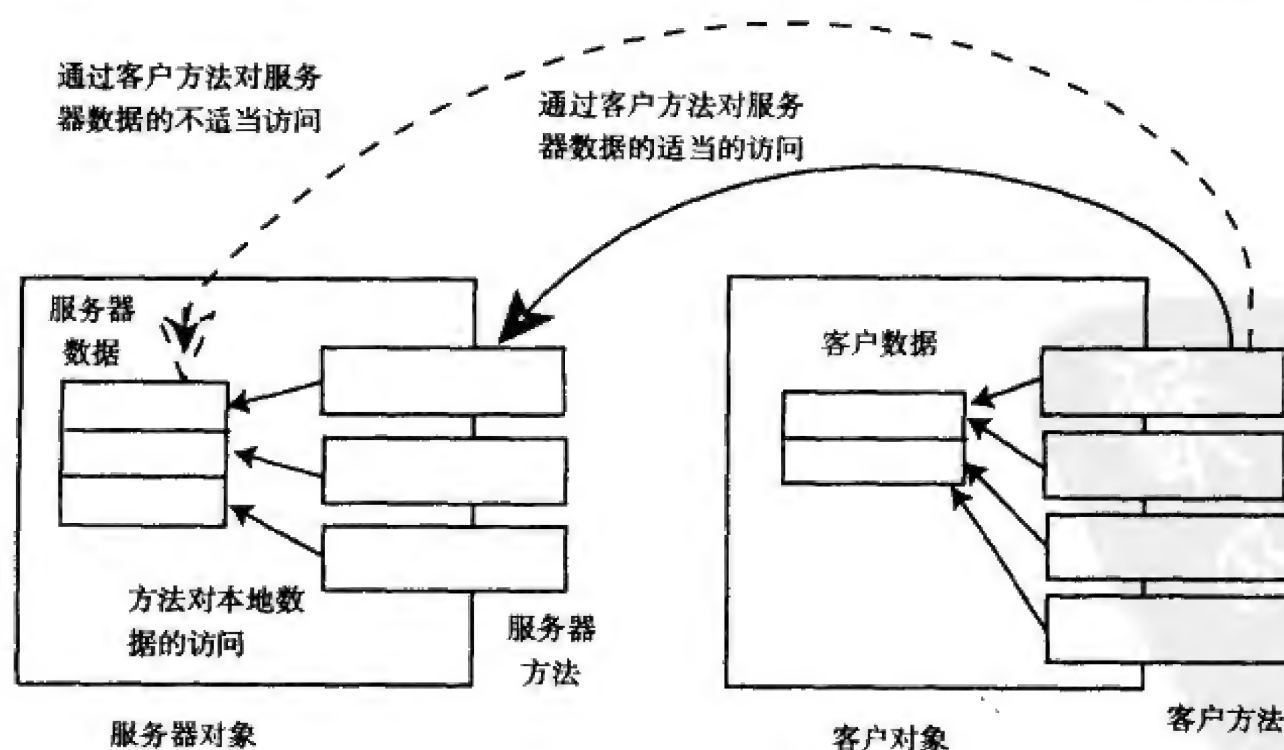 通过客户方法对服务
器数据的不适当访问
通过客户方法对服务
器数据的适当的访问
服务器
数据
客户数据
方法对本地数
据的访问
服务器
方法
服务器对象
客户对象
客户方法